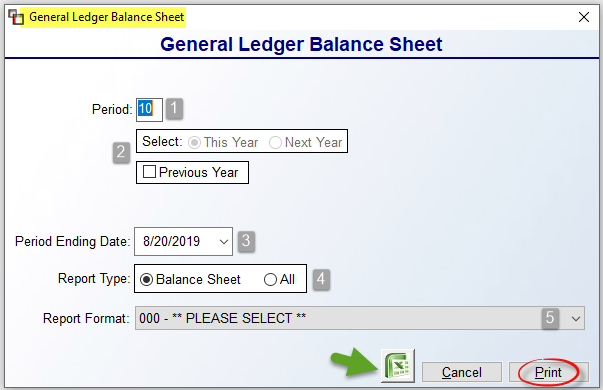 General Ledger Balance Sheet
General Ledger Balance Sheet
Period: 10 1
2 Select: This Year Next Year
Previous Year
Period Ending Date: 8/20/2019 3
Report Type: Balance Sheet All 4
Report Format: 000 - ** PLEASE SELECT ** 5
Cancel Print